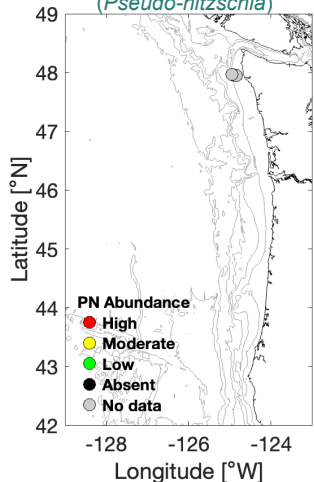 (Pseudo-nitzschia)
49
48
47
46
45
44
43
42
Latitude [°N]
PN Abundance
High
Moderate
Low
Absent
No data
-128 -126 -124
Longitude [°W]